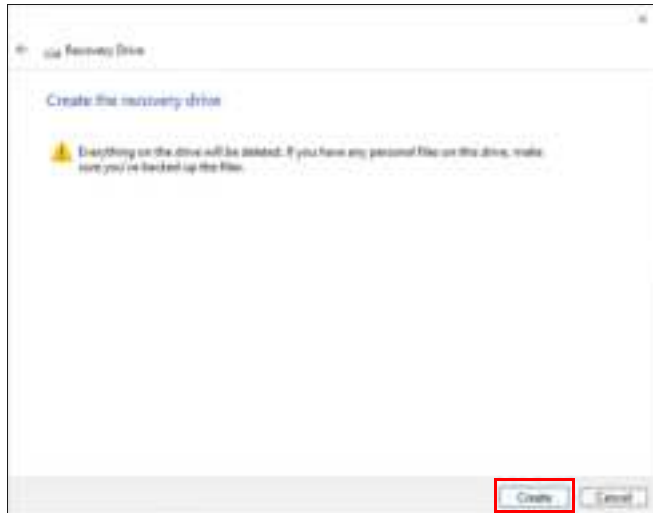 Recovery Drive
Create the recovery drive
Everything on the drive will be deleted. If you have any personal files on this drive, make
sure you've backed up the files.
Create Cancel